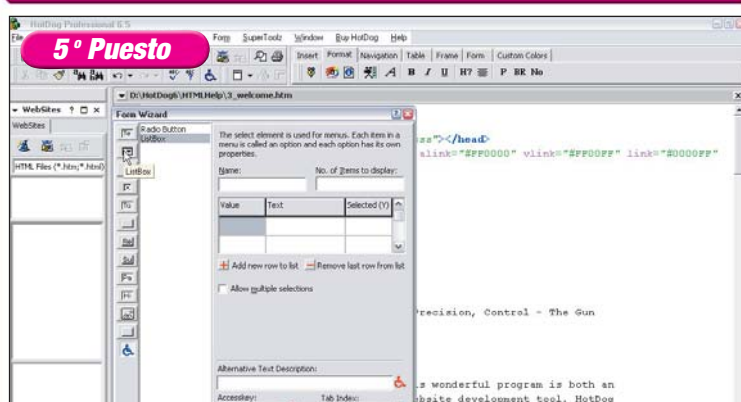 HotDog Professional 6.5
5º Puesto
Form SuperToolz Window Buy HotDog Help
Insert Format Navigation Table Frame Form Custom Colors
B I U H? P BR No
D:\HotDog6\HTMLHelp\3_welcome.htm
WebSites
WebSites
HTML Files (*.htm;*.html)
Form Wizard
Radio Button
ListBox
ListBox
The select element is used for menus. Each item in a
menu is called an option and each option has its own
properties.
Name: No. of Items to display:
Value Text Selected (Y)
Add new row to list Remove last row from list
Allow multiple selections
Alternative Text Description:
Accesskey: Tab Index:
ss"></head>
alink="#FF0000" vlink="#FF00FF" link="#0000FF"
Precision, Control - The Gun
s wonderful program is both an
bsite development tool. HotDog